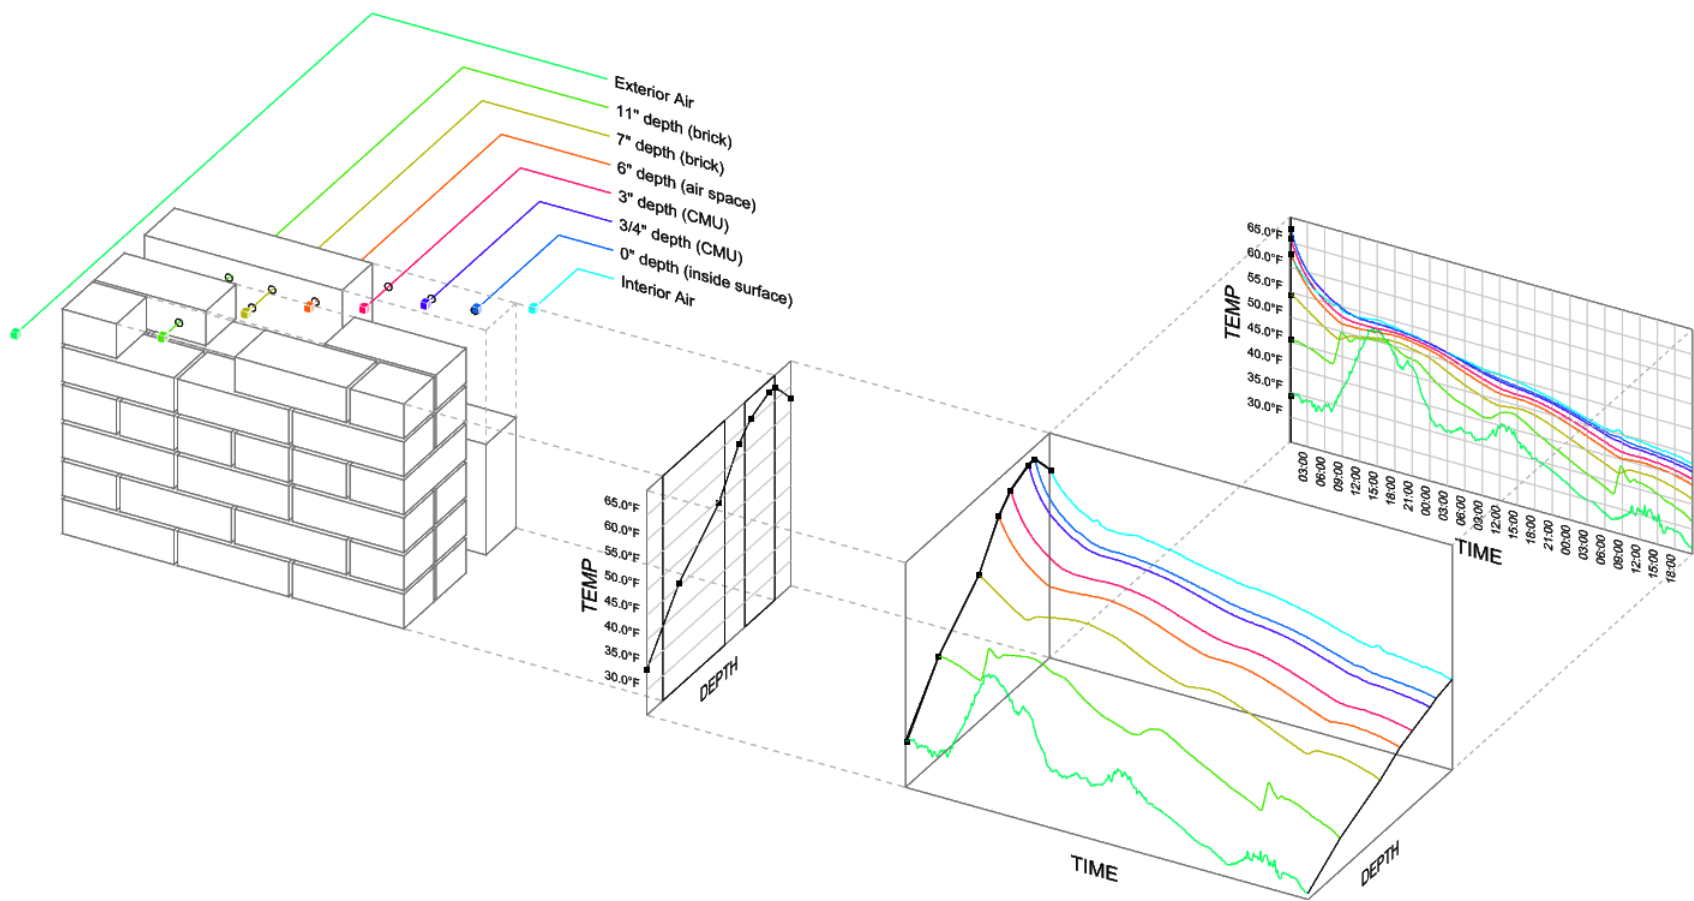 Exterior Air
11" depth (brick)
7" depth (brick)
6" depth (air space)
3" depth (CMU)
3/4" depth (CMU)
0" depth (inside surface)
Interior Air
65.0°F
60.0°F
55.0°F
50.0°F
45.0°F
40.0°F
35.0°F
30.0°F
TEMP
DEPTH
TIME
DEPTH
65.0°F
60.0°F
55.0°F
50.0°F
45.0°F
40.0°F
35.0°F
30.0°F
TEMP
03:00
06:00
09:00
12:00
15:00
18:00
21:00
00:00
03:00
06:00
09:00
12:00
15:00
18:00
21:00
00:00
03:00
06:00
09:00
12:00
15:00
18:00
TIME